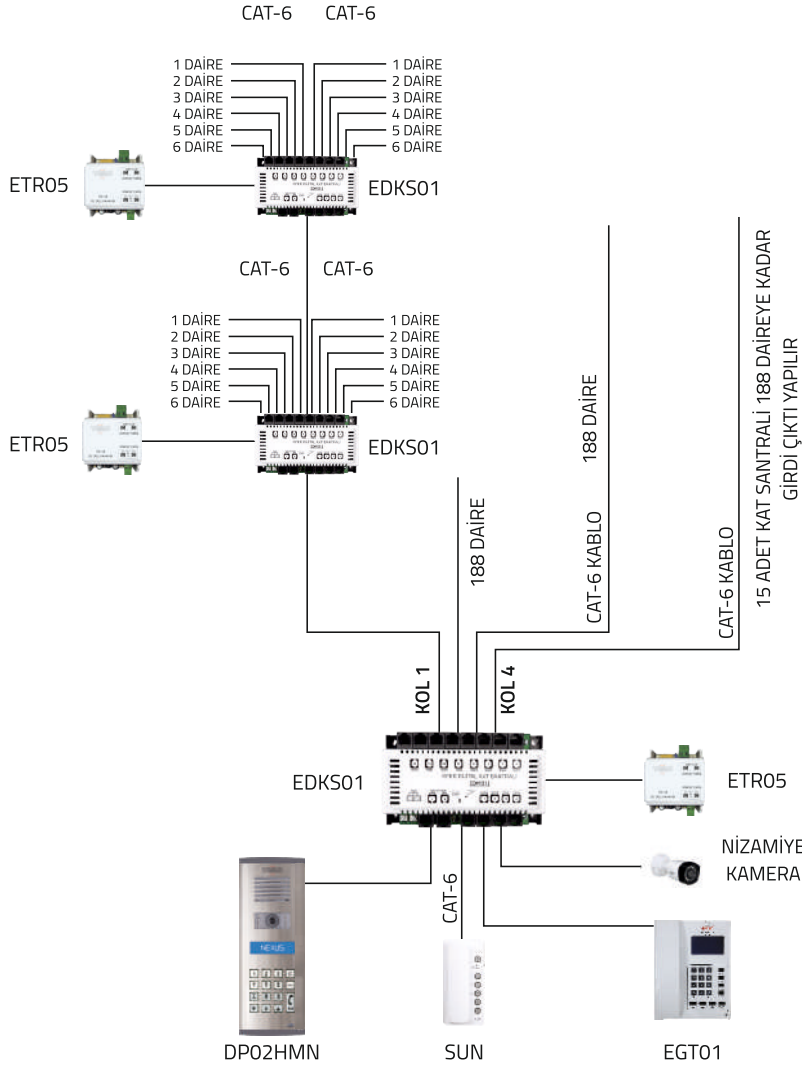 CAT-6 CAT-6
1 DAİRE 1 DAİRE
2 DAİRE 2 DAİRE
3 DAİRE 3 DAİRE
4 DAİRE 4 DAİRE
5 DAİRE 5 DAİRE
6 DAİRE 6 DAİRE
ETR05
EDKS01
CAT-6 CAT-6
1 DAİRE 1 DAİRE
2 DAİRE 2 DAİRE
3 DAİRE 3 DAİRE
4 DAİRE 4 DAİRE
5 DAİRE 5 DAİRE
6 DAİRE 6 DAİRE
ETR05
EDKS01
188 DAİRE
188 DAİRE
CAT-6 KABLO
CAT-6 KABLO
15 ADET KAT SANTRALİ 188 DAİREYE KADAR
GİRDİ ÇIKTI YAPILIR
KOL 1
KOL 4
EDKS01
ETR05
NİZAMİYE
KAMERA
CAT-6
NEXUS
DP02HMN
SUN
EGT01